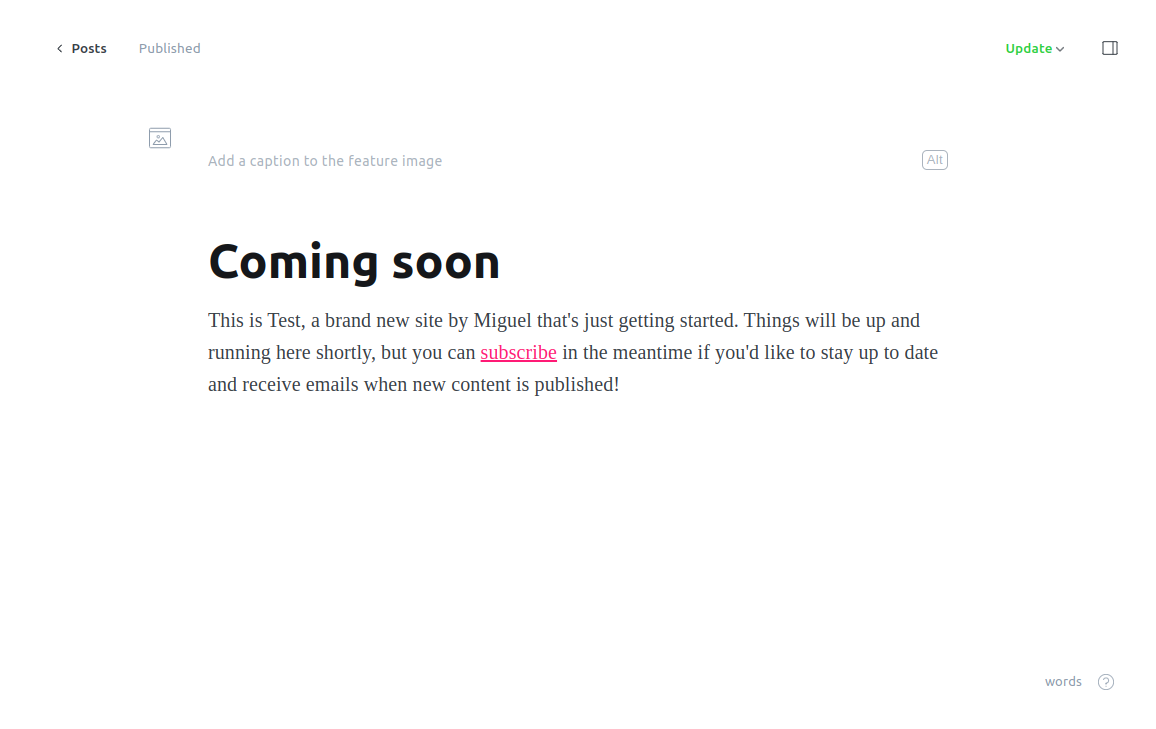 Posts
Published
Update
Add a caption to the feature image
Alt
Coming soon
This is Test, a brand new site by Miguel that's just getting started. Things will be up and
running here shortly, but you can subscribe in the meantime if you'd like to stay up to date
and receive emails when new content is published!
words
?